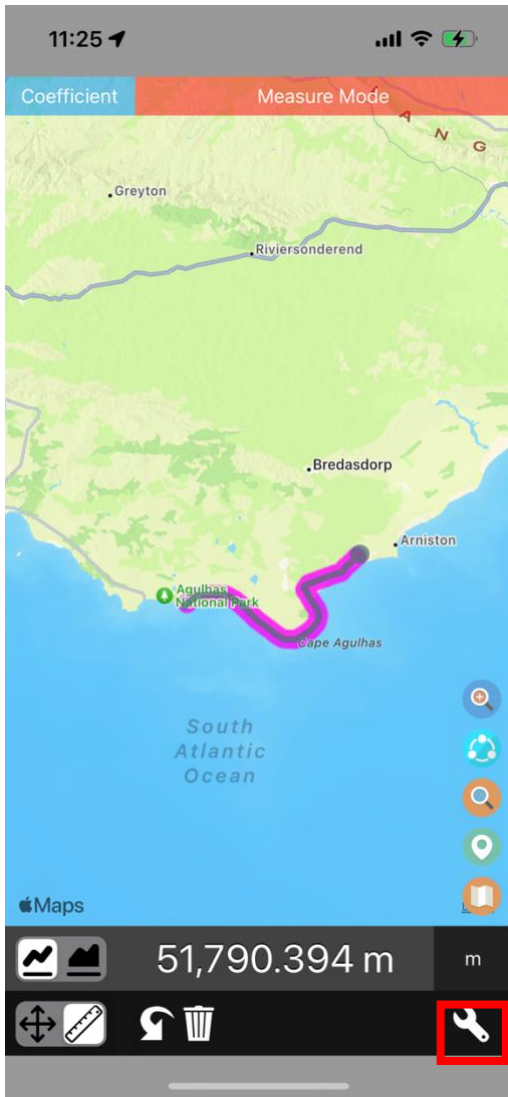 11:25
Coefficient
Measure Mode
A N G
Greyton
Riviersonderend
Bredasdorp
Arniston
Agulhas
National Park
Cape Agulhas
South
Atlantic
Ocean
Maps
51,790.394 m
m